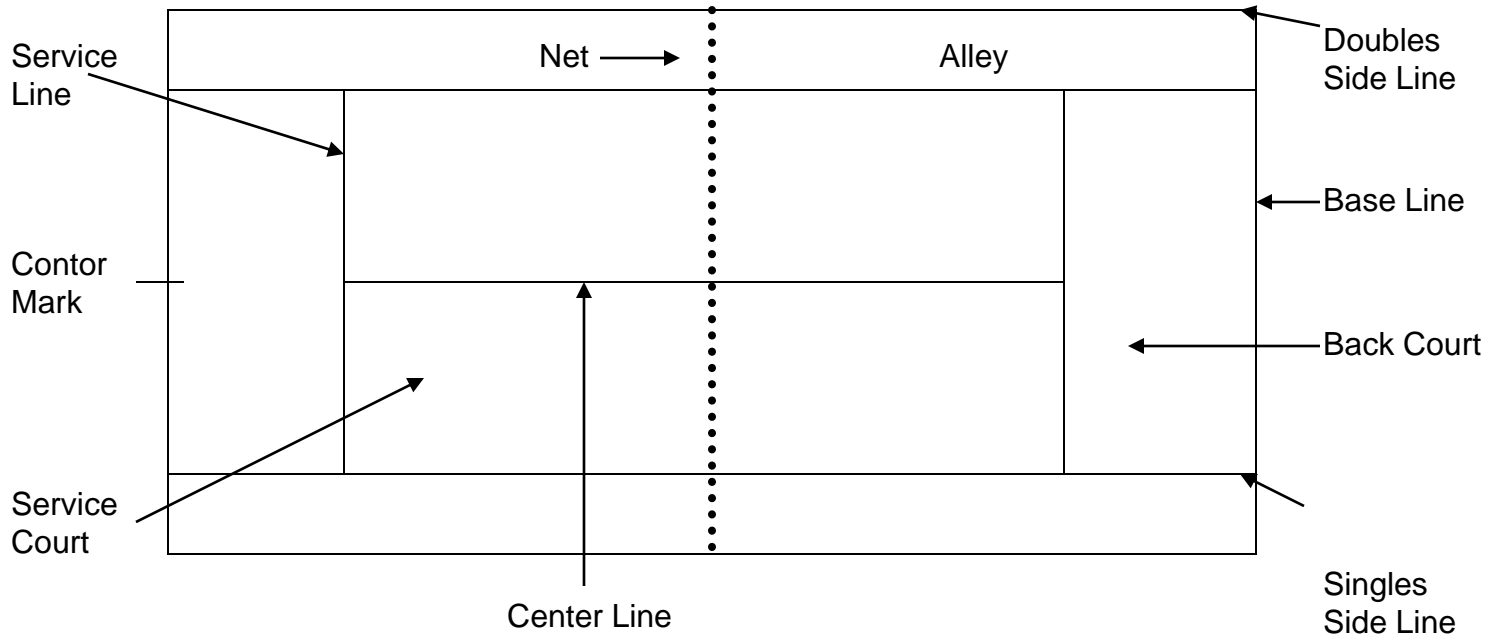 Service
Line
Net
Alley
Doubles
Side Line
Base Line
Contor
Mark
Back Court
Service
Court
Center Line
Singles
Side Line